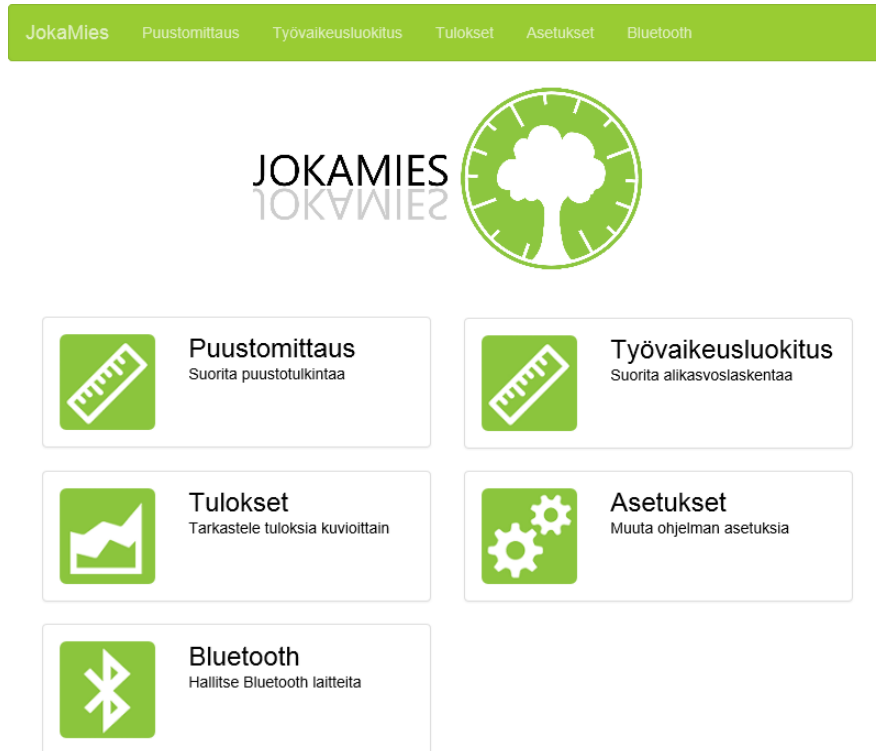 JokaMies Puustomittaus Työvaikeusluokitus Tulokset Asetukset Bluetooth
JOKAMIES
Puustomittaus
Suorita puustotulkintaa
Työvaikeusluokitus
Suorita alikasvoslaskentaa
Tulokset
Tarkastele tuloksia kuvioittain
Asetukset
Muuta ohjelman asetuksia
Bluetooth
Hallitse Bluetooth laitteita